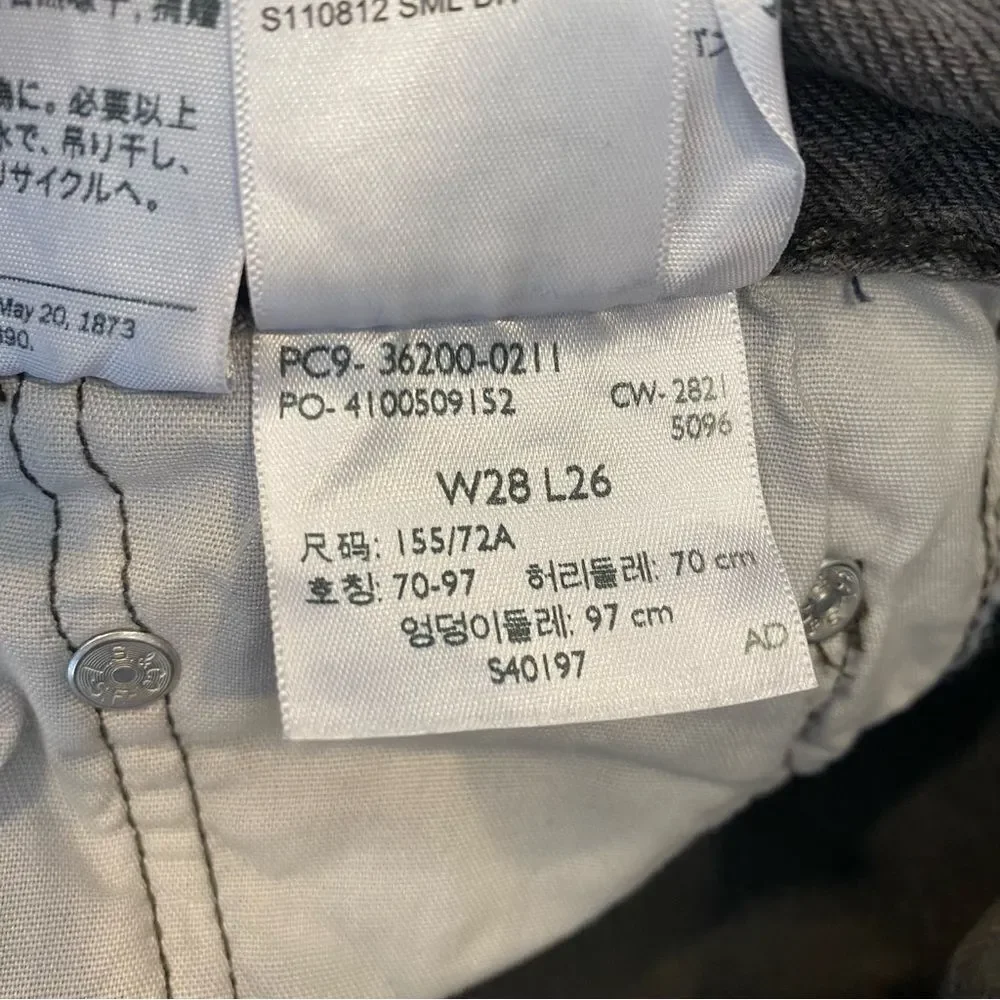 S110812 SML
為に。必要以上
水で、吊り干し、
リサイクルへ。
May 20, 1873
PC9- 36200-0211
PO- 4100509152 CW- 2821
5096
W28 L26
尺码: 155/72A
호칭: 70-97 허리둘레: 70 cm
엉덩이둘레: 97 cm
AD
S40197